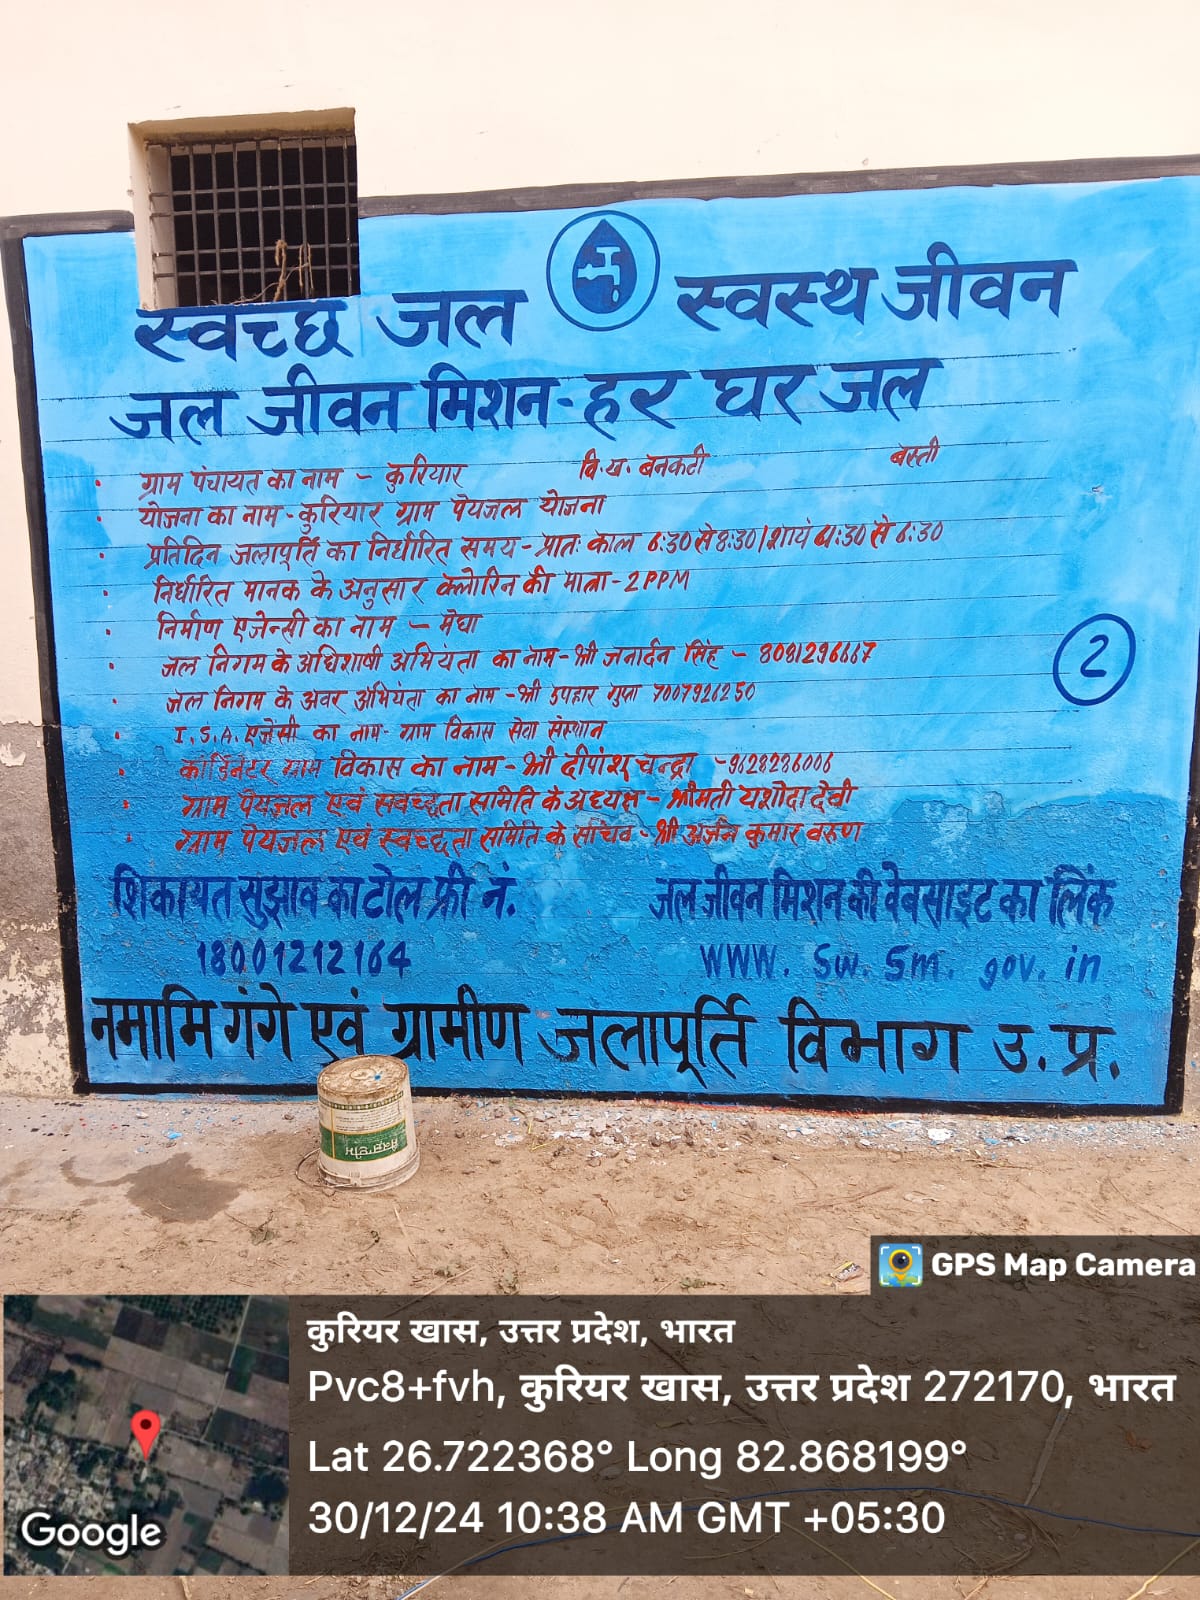 स्वच्छ जल स्वस्थ जीवन
जल जीवन मिशन-हर घर जल
ग्राम पंचायत का नाम - कुरियार वि.ख. बनकटी बस्ती
योजना का नाम - कुरियार ग्राम पेयजल योजना
प्रतिदिन जलापूर्ति का निर्धारित समय - प्रातः काल 6:30 से 8:30/शायं 4:30 से 6:30
निर्धारित मानक के अनुसार क्लोरिन की मात्रा - 2PPM
निर्माण एजेन्सी का नाम - मेघा
जल निगम के अधिशाषी अभियंता का नाम - श्री जनार्दन सिंह - 8081296667
2
जल निगम के अवर अभियंता का नाम - श्री उपहार गुप्ता 7007926250
I.S.A. एजेंसी का नाम- ग्राम विकास सेवा संस्थान
कोर्डिनेटर ग्राम विकास का नाम - श्री दीपांशु चन्द्रा - 9628236006
ग्राम पेयजल एवं सवच्छता समिति के अध्यक्ष - श्रीमती यशोदा देवी
ग्राम पेयजल एवं स्वच्छता समिति के सचिव - श्री अर्जन कुमार वरुण
शिकायत सुझाव का टोल फ्री नं. जल जीवन मिशन की वेबसाइट का लिंक
18001212164 WWW. Sw. Sm. gov. in
नमामि गंगे एवं ग्रामीण जलापूर्ति विभाग उ.प्र.
GPS Map Camera
कुरियर खास, उत्तर प्रदेश, भारत
Pvc8+fvh, कुरियर खास, उत्तर प्रदेश 272170, भारत
Lat 26.722368° Long 82.868199°
30/12/24 10:38 AM GMT +05:30
Google